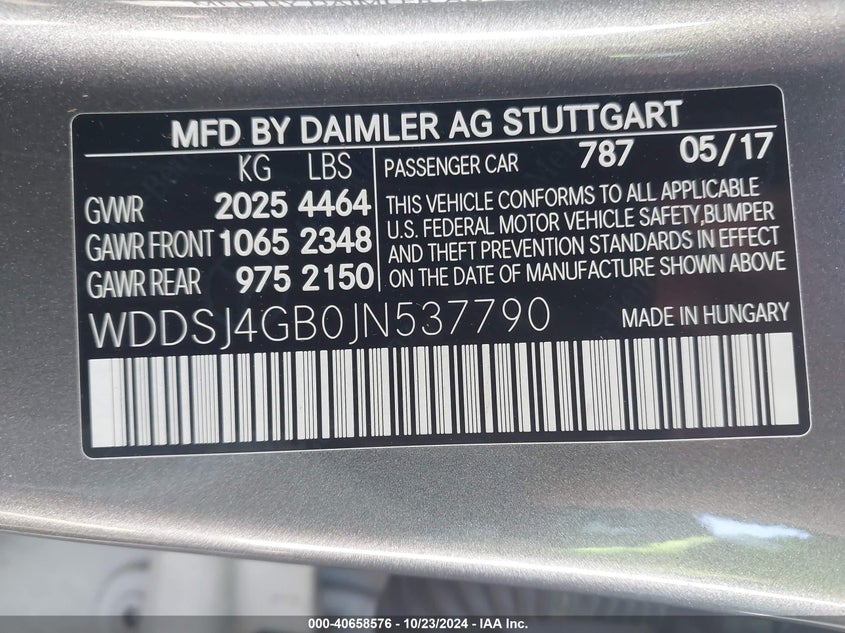 MFD BY DAIMLER AG STUTTGART
KG LBS
GVWR 2025 4464
GAWR FRONT 1065 2348
GAWR REAR 975 2150
PASSENGER CAR 787 05/17
THIS VEHICLE CONFORMS TO ALL APPLICABLE
U.S. FEDERAL MOTOR VEHICLE SAFETY,BUMPER
AND THEFT PREVENTION STANDARDS IN EFFECT
ON THE DATE OF MANUFACTURE SHOWN ABOVE
WDDSJ4GB0JN537790 MADE IN HUNGARY
000-40658576 - 10/23/2024 - IAA Inc.